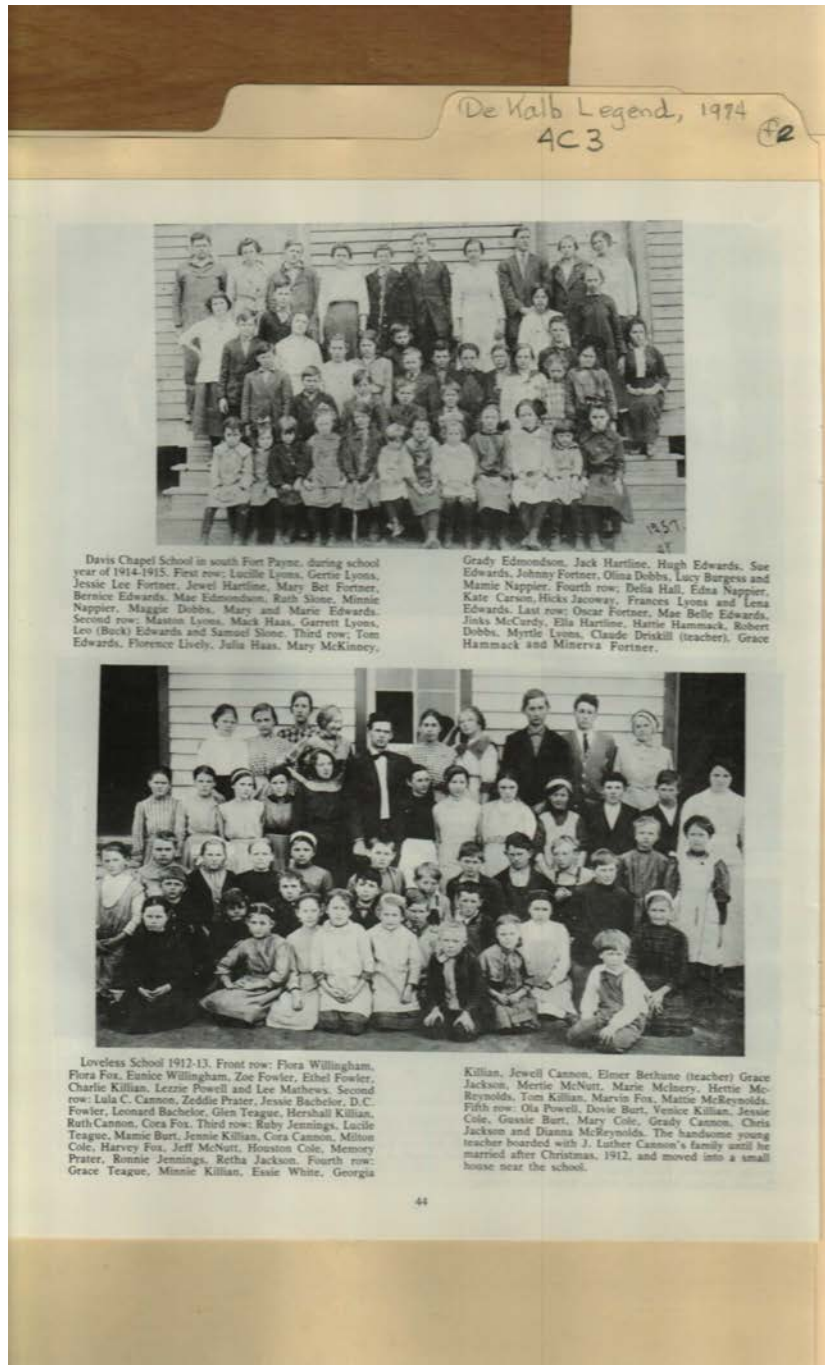 De Kalb Legend, 1974
4C3
f2
1257.
Davis Chapel School in south Fort Payne, during school
year of 1914-1915. First row: Lucille Lyons, Gertie Lyons,
Jessie Lee Fortner, Jewel Hartline, Mary Bet Fortner,
Bernice Edwards, Mae Edmondson, Ruth Slone, Minnie
Nappier, Maggie Dobbs, Mary and Marie Edwards.
Second row: Maston Lyons, Mack Haas, Garrett Lyons,
Leo (Buck) Edwards and Samuel Slone. Third row; Tom
Edwards, Florence Lively, Julia Haas, Mary McKinney,
Grady Edmondson, Jack Hartline, Hugh Edwards, Sue
Edwards, Johnny Fortner, Olina Dobbs, Lucy Burgess and
Mamie Nappier. Fourth row; Delia Hall, Edna Nappier,
Kate Carson, Hicks Jacoway, Frances Lyons and Lena
Edwards. Last row: Oscar Fortner, Mae Belle Edwards,
Jinks McCurdy, Ella Hartline, Hattie Hammack, Robert
Dobbs, Myrtle Lyons, Claude Driskill (teacher), Grace
Hammack and Minerva Fortner.
Loveless School 1912-13. Front row: Flora Willingham,
Flora Fox, Eunice Willingham, Zoe Fowler, Ethel Fowler,
Charlie Killian, Lezzie Powell and Lee Mathews. Second
row: Lula C. Cannon, Zeddie Prater, Jessie Bachelor, D.C.
Fowler, Leonard Bachelor, Glen Teague, Hershall Killian,
Ruth Cannon, Cora Fox. Third row: Ruby Jennings, Lucile
Teague, Mamie Burt, Jennie Killian, Cora Cannon, Milton
Cole, Harvey Fox, Jeff McNutt, Houston Cole, Memory
Prater, Ronnie Jennings, Retha Jackson. Fourth row:
Grace Teague, Minnie Killian, Essie White, Georgia
Killian, Jewell Cannon, Elmer Bethune (teacher) Grace
Jackson, Mertie McNutt, Marie McInery, Hettie Mc-
Reynolds, Tom Killian, Marvin Fox, Mattie McReynolds.
Fifth row: Ola Powell, Dovie Burt, Venice Killian, Jessie
Cole, Gussie Burt, Mary Cole, Grady Cannon, Chris
Jackson and Dianna McReynolds. The handsome young
teacher boarded with J. Luther Cannon's family until he
married after Christmas, 1912, and moved into a small
house near the school.
44